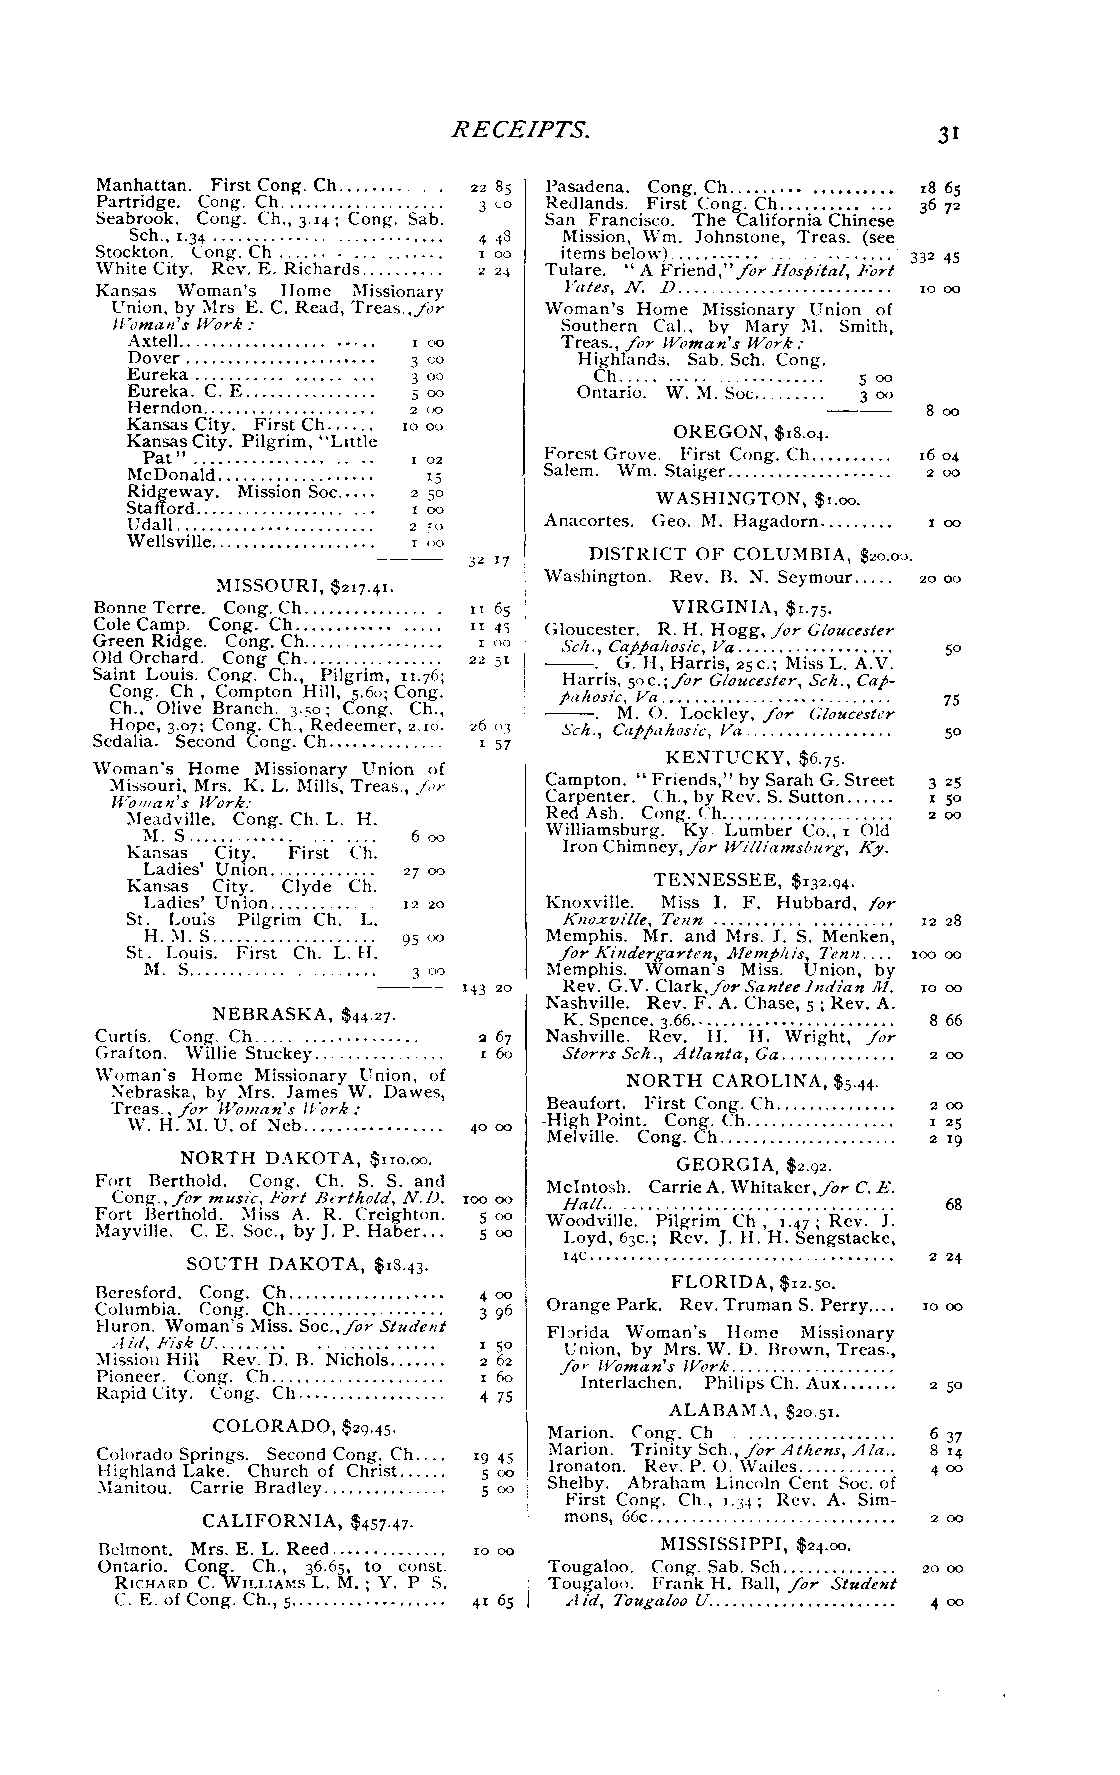 RECEIPTS.
31
Manhattan. First Cong. Ch........... . . 22 85
Partridge. Cong. Ch.................... 3 00
Seabrook. Cong. Ch., 3.14; Cong. Sab.
Sch., 1.34 ............................ 4 48
Stockton. Cong. Ch .................... 1 00
White City. Rev. E. Richards.......... 2 24
Kansas Woman's Home Missionary
Union, by Mrs E. C. Read, Treas., for
Woman's Work:
Axtell........................ 1 00
Dover ....................... 3 00
Eureka ...................... 3 00
Eureka. C. E................ 5 00
Herndon..................... 2 00
Kansas City. First Ch...... 10 00
Kansas City. Pilgrim, "Little
Pat" ...................... 1 02
McDonald................... 15
Ridgeway. Mission Soc..... 2 50
Stafford...................... 1 00
Udall........................ 2 50
Wellsville.................... 1 00
——— 32 17
MISSOURI, $217.41.
Bonne Terre. Cong. Ch................ . 11 65
Cole Camp. Cong. Ch.................. 11 45
Green Ridge. Cong. Ch................. 1 00
Old Orchard. Cong Ch................. 22 51
Saint Louis. Cong. Ch., Pilgrim, 11.76;
Cong. Ch , Compton Hill, 5.60; Cong.
Ch., Olive Branch. 3.50; Cong. Ch.,
Hope, 3.07; Cong. Ch., Redeemer, 2.10. 26 03
Sedalia. Second Cong. Ch.............. 1 57
Woman's Home Missionary Union of
Missouri, Mrs. K. L. Mills, Treas., for
Woman's Work:
Meadville. Cong. Ch. L. H.
M. S....................... 6 00
Kansas City. First Ch.
Ladies' Union............. 27 00
Kansas City. Clyde Ch.
Ladies' Union............. 12 20
St. Louis Pilgrim Ch. L.
H. M. S.................... 95 00
St. Louis. First Ch. L. H.
M. S...................... 3 00
——— 143 20
NEBRASKA, $44.27.
Curtis. Cong. Ch..... .............. 2 67
Grafton. Willie Stuckey................ 1 60
Woman's Home Missionary Union, of
Nebraska, by Mrs. James W. Dawes,
Treas., for Woman's Work:
W. H. M. U. of Neb................. 40 00
NORTH DAKOTA, $110.00.
Fort Berthold. Cong. Ch. S. S. and
Cong., for music, Fort Berthold, N.D. 100 00
Fort Berthold. Miss A. R. Creighton. 5 00
Mayville. C. E. Soc., by J. P. Haber... 5 00
SOUTH DAKOTA, $18.43.
Beresford. Cong. Ch................... 4 00
Columbia. Cong. Ch................... 3 96
Huron. Woman's Miss. Soc., for Student
Aid, Fisk U......... .............. 1 50
Mission Hill Rev. D. B. Nichols....... 2 62
Pioneer. Cong. Ch..................... 1 60
Rapid City. Cong. Ch.................. 4 75
COLORADO, $29.45.
Colorado Springs. Second Cong. Ch.... 19 45
Highland Lake. Church of Christ...... 5 00
Manitou. Carrie Bradley............... 5 00
CALIFORNIA, $457.47.
Belmont. Mrs. E. L. Reed.............. 10 00
Ontario. Cong. Ch., 36.65, to const.
RICHARD C. WILLIAMS L. M.; Y. P S.
C. E. of Cong. Ch., 5................... 41 65
Pasadena. Cong. Ch......... .......... 18 65
Redlands. First Cong. Ch.......... ... 36 72
San Francisco. The California Chinese
Mission, Wm. Johnstone, Treas. (see
items below)........................... 332 45
Tulare. "A Friend," for Hospital, Fort
Yates, N. D.......................... 10 00
Woman's Home Missionary Union of
Southern Cal., by Mary M. Smith,
Treas., for Woman's Work:
Highlands. Sab. Sch. Cong.
Ch......................... 5 00
Ontario. W. M. Soc......... 3 00
——— 8 00
OREGON, $18.04.
Forest Grove. First Cong. Ch.......... 16 04
Salem. Wm. Staiger.................... 2 00
WASHINGTON, $1.00.
Anacortes. Geo. M. Hagadorn......... 1 00
DISTRICT OF COLUMBIA, $20.00.
Washington. Rev. B. N. Seymour..... 20 00
VIRGINIA, $1.75.
Gloucester. R. H. Hogg, for Gloucester
Sch., Cappahosic, Va................... 50
———. G. H, Harris, 25c.; Miss L. A.V.
Harris, 50c.; for Gloucester, Sch., Cap-
pahosic, Va............................ 75
———. M. O. Lockley, for Gloucester
Sch., Cappahosic, Va.................. 50
KENTUCKY, $6.75.
Campton. "Friends," by Sarah G. Street 3 25
Carpenter. Ch., by Rev. S. Sutton...... 1 50
Red Ash. Cong. Ch..................... 2 00
Williamsburg. Ky. Lumber Co., 1 Old
Iron Chimney, for Williamsburg, Ky.
TENNESSEE, $132.94.
Knoxville. Miss I. F. Hubbard, for
Knoxville, Tenn ...................... 12 28
Memphis. Mr. and Mrs. J. S. Menken,
for Kindergarten, Memphis, Tenn.... 100 00
Memphis. Woman's Miss. Union, by
Rev. G.V. Clark, for Santee Indian M. 10 00
Nashville. Rev. F. A. Chase, 5; Rev. A.
K. Spence, 3.66........................ 8 66
Nashville. Rev. H. H. Wright, for
Storrs Sch., Atlanta, Ga.............. 2 00
NORTH CAROLINA, $5.44.
Beaufort. First Cong. Ch............... 2 00
High Point. Cong. Ch.................. 1 25
Melville. Cong. Ch...................... 2 19
GEORGIA, $2.92.
McIntosh. Carrie A. Whitaker, for C. E.
Hall.. ................................. 68
Woodville. Pilgrim Ch , 1.47; Rev. J.
Loyd, 63c.; Rev. J. H. H. Sengstacke,
14c..................................... 2 24
FLORIDA, $12.50.
Orange Park. Rev. Truman S. Perry.... 10 00
Florida Woman's Home Missionary
Union, by Mrs. W. D. Brown, Treas.,
for Woman's Work....................
Interlachen. Philips Ch. Aux....... 2 50
ALABAMA, $20.51.
Marion. Cong. Ch . .................. 6 37
Marion. Trinity Sch., for Athens, Ala.. 8 14
Ironaton. Rev. P. O. Wailes............ 4 00
Shelby. Abraham Lincoln Cent Soc. of
First Cong. Ch., 1.34; Rev. A. Sim-
mons, 66c.............................. 2 00
MISSISSIPPI, $24.00.
Tougaloo. Cong. Sab. Sch.............. 20 00
Tougaloo. Frank H. Ball, for Student
Aid, Tougaloo U....................... 4 00